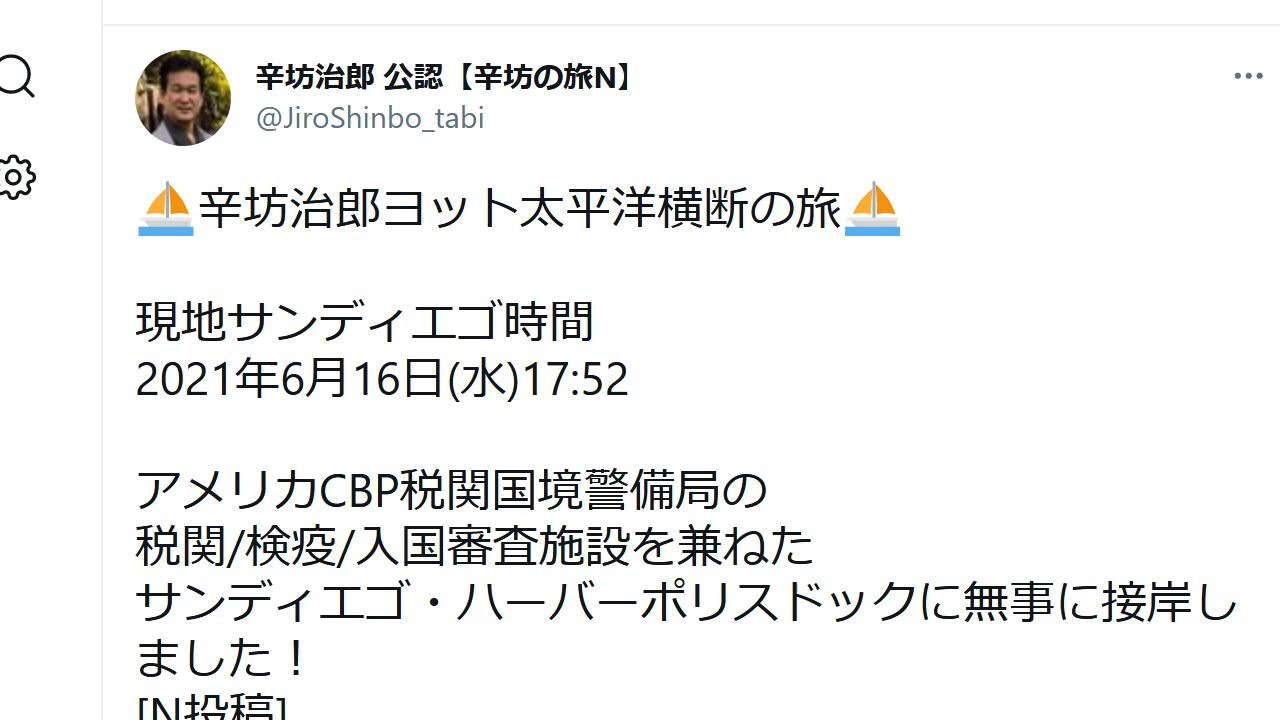 辛坊治郎 公認【辛坊の旅N】
@JiroShinbo_tabi
⛵辛坊治郎ヨット太平洋横断の旅⛵
現地サンディエゴ時間
2021年6月16日(水)17:52
アメリカCBP税関国境警備局の
税関/検疫/入国審査施設を兼ねた
サンディエゴ・ハーバーポリスドックに無事に接岸し
ました！
[N投稿]